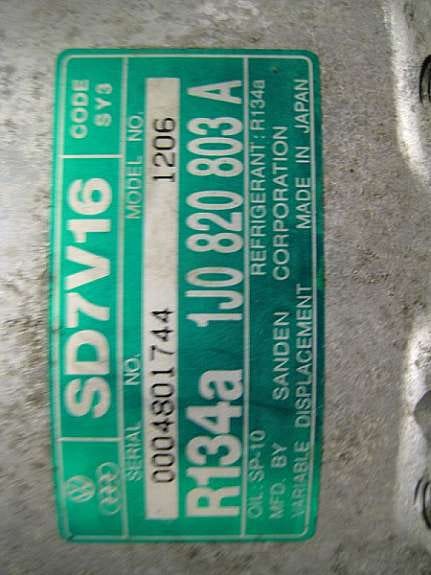 SD7V16 CODE SY3
SERIAL NO. MODEL NO.
0004801744 1206
R134a 1J0 820 803 A
OIL: SP-10 REFRIGERANT: R134a
MFD. BY SANDEN CORPORATION
VARIABLE DISPLACEMENT MADE IN JAPAN